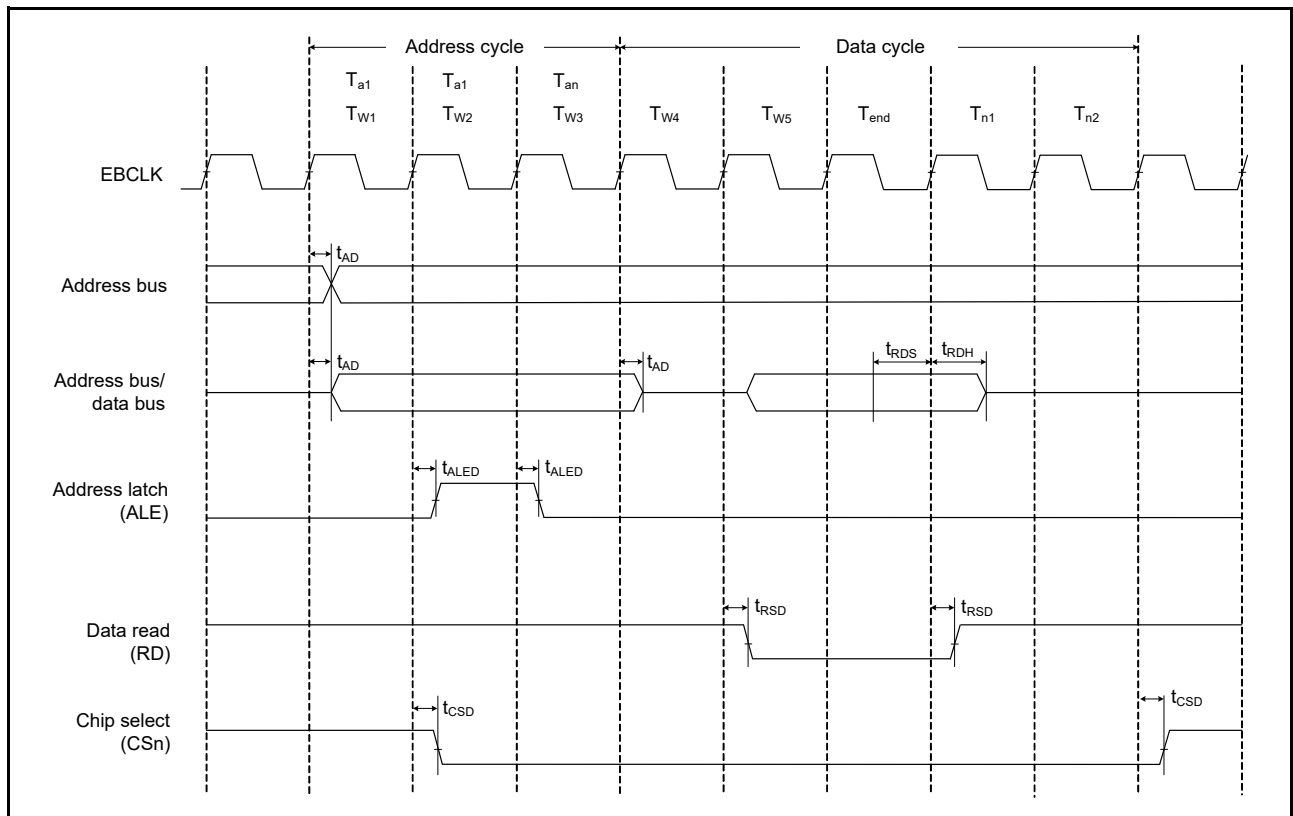 Address cycle Data cycle
Ta1 Ta1 Tan
TW1 TW2 TW3 TW4 TW5 Tend Tn1 Tn2
EBCLK
tAD
Address bus
tAD tAD tRDS tRDH
Address bus/
data bus
tALED tALED
Address latch
(ALE)
tRSD tRSD
Data read
(RD)
tCSD tCSD
Chip select
(CSn)